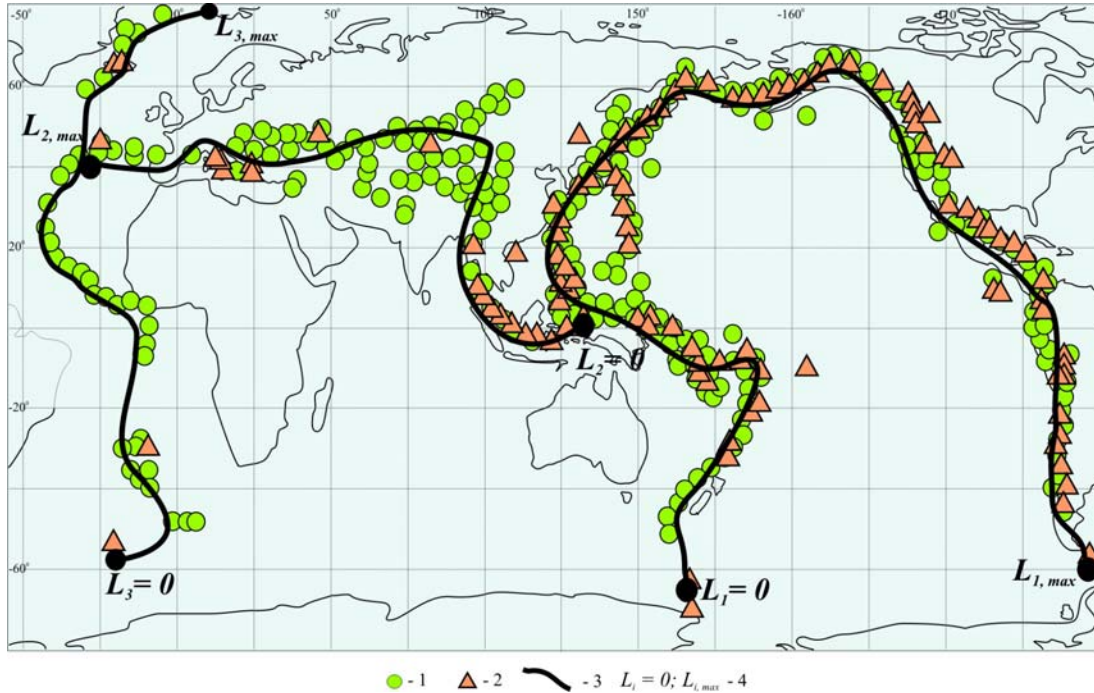 -50° 0° 50° 100° 150° -160°
L3, max
60°
L2, max
20°
L2= 0
-20°
-60°
L3= 0
L1= 0
L1, max
- 1 - 2 - 3 Li = 0; Li, max - 4